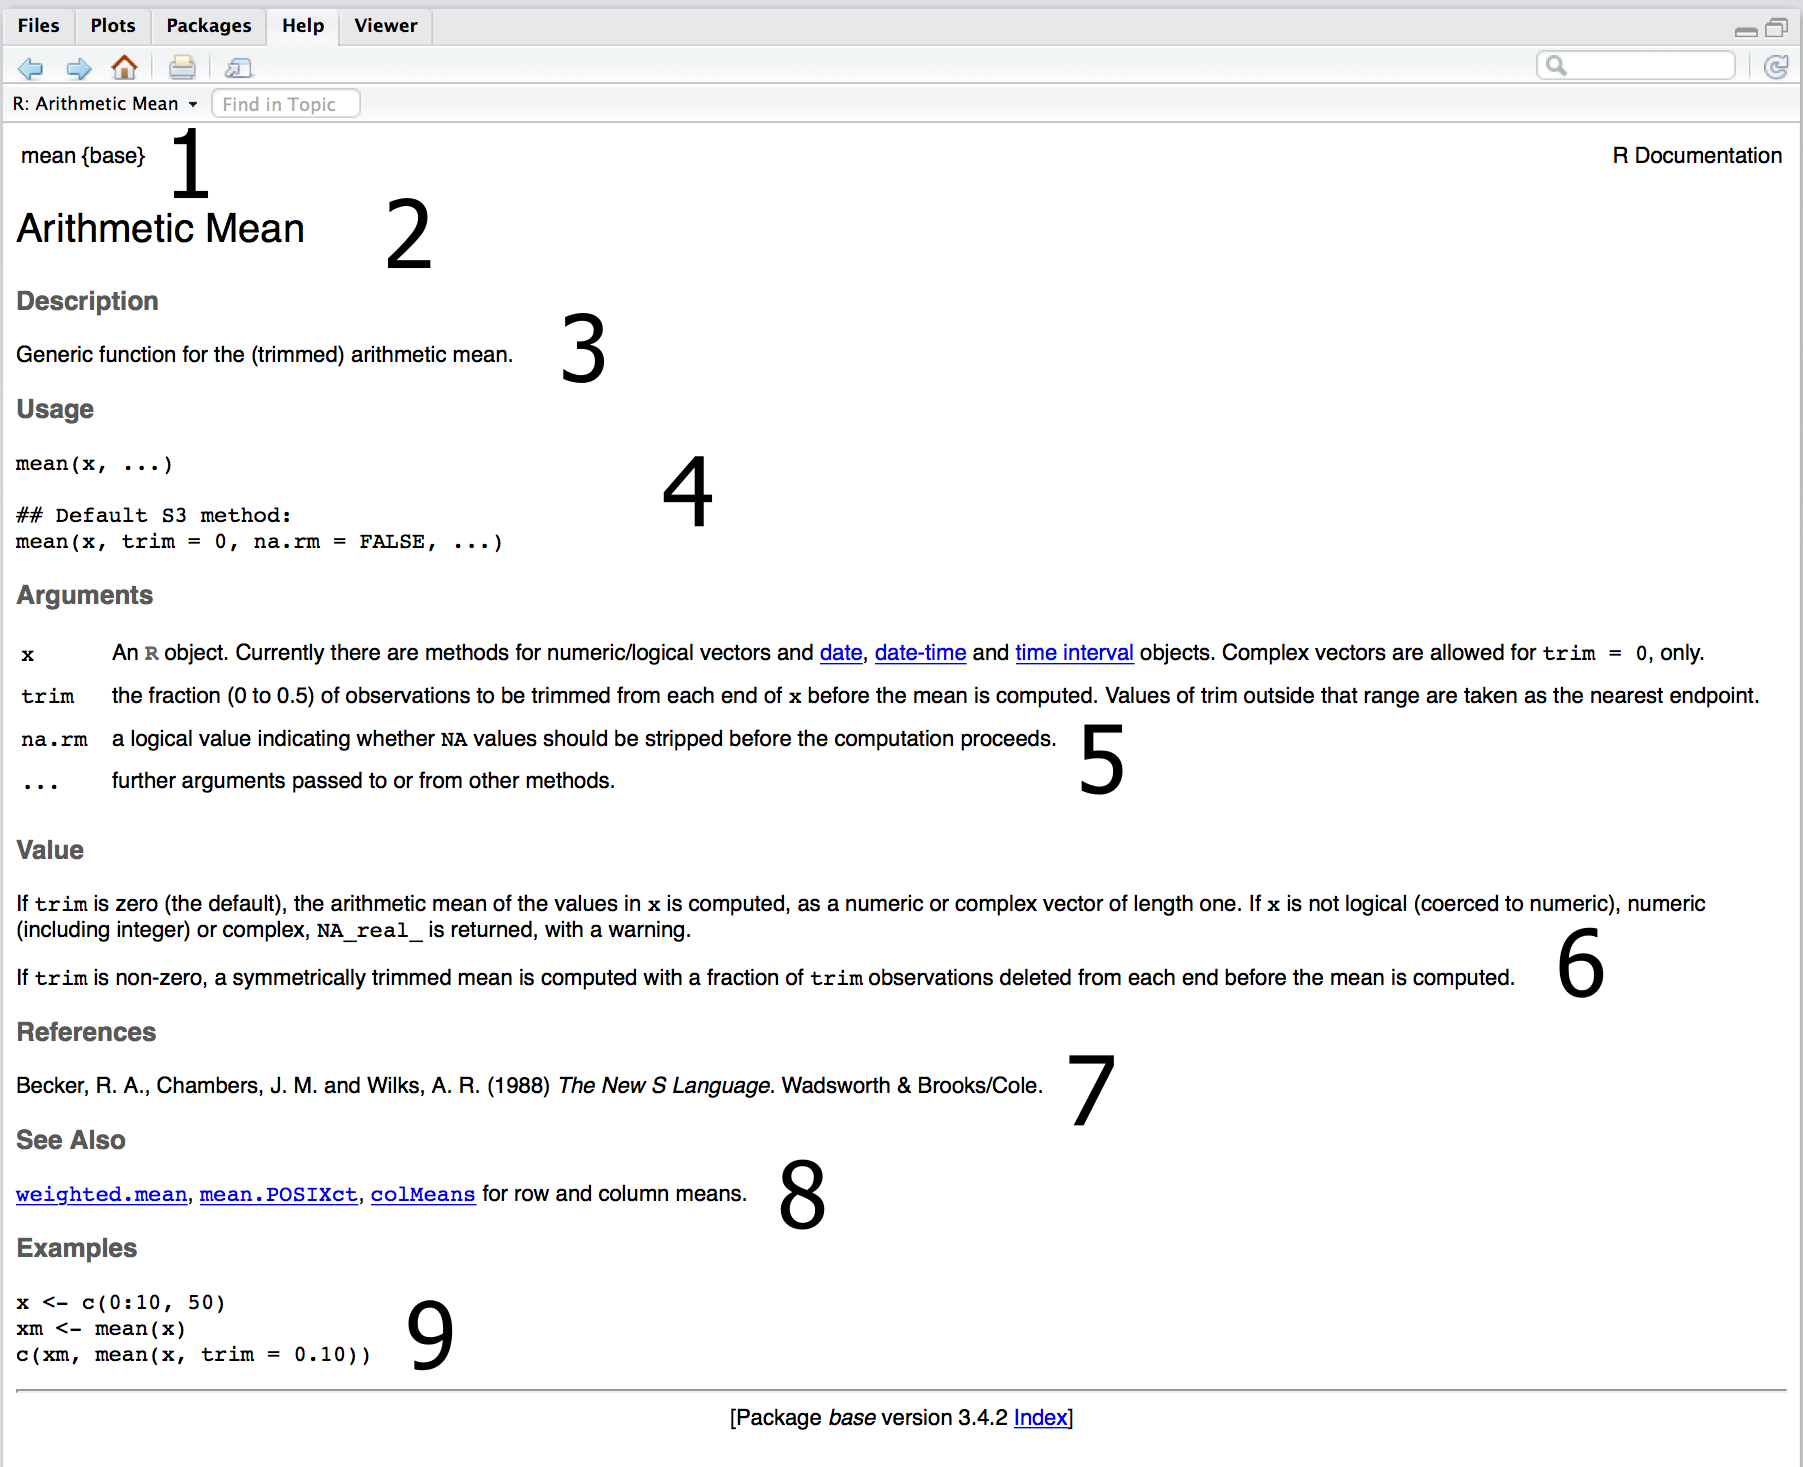 Files Plots Packages Help Viewer
R: Arithmetic Mean Find in Topic
mean {base} 1 R Documentation
Arithmetic Mean 2
Description
Generic function for the (trimmed) arithmetic mean. 3
Usage
mean(x, ...)
4
## Default S3 method:
mean(x, trim = 0, na.rm = FALSE, ...)
Arguments
x An R object. Currently there are methods for numeric/logical vectors and date, date-time and time interval objects. Complex vectors are allowed for trim = 0, only.
trim the fraction (0 to 0.5) of observations to be trimmed from each end of x before the mean is computed. Values of trim outside that range are taken as the nearest endpoint.
na.rm a logical value indicating whether NA values should be stripped before the computation proceeds. 5
... further arguments passed to or from other methods.
Value
If trim is zero (the default), the arithmetic mean of the values in x is computed, as a numeric or complex vector of length one. If x is not logical (coerced to numeric), numeric
(including integer) or complex, NA_real_ is returned, with a warning.
If trim is non-zero, a symmetrically trimmed mean is computed with a fraction of trim observations deleted from each end before the mean is computed. 6
References
Becker, R. A., Chambers, J. M. and Wilks, A. R. (1988) The New S Language. Wadsworth & Brooks/Cole. 7
See Also
weighted.mean, mean.POSIXct, colMeans for row and column means. 8
Examples
x <- c(0:10, 50)
xm <- mean(x) 9
c(xm, mean(x, trim = 0.10))
[Package base version 3.4.2 Index]